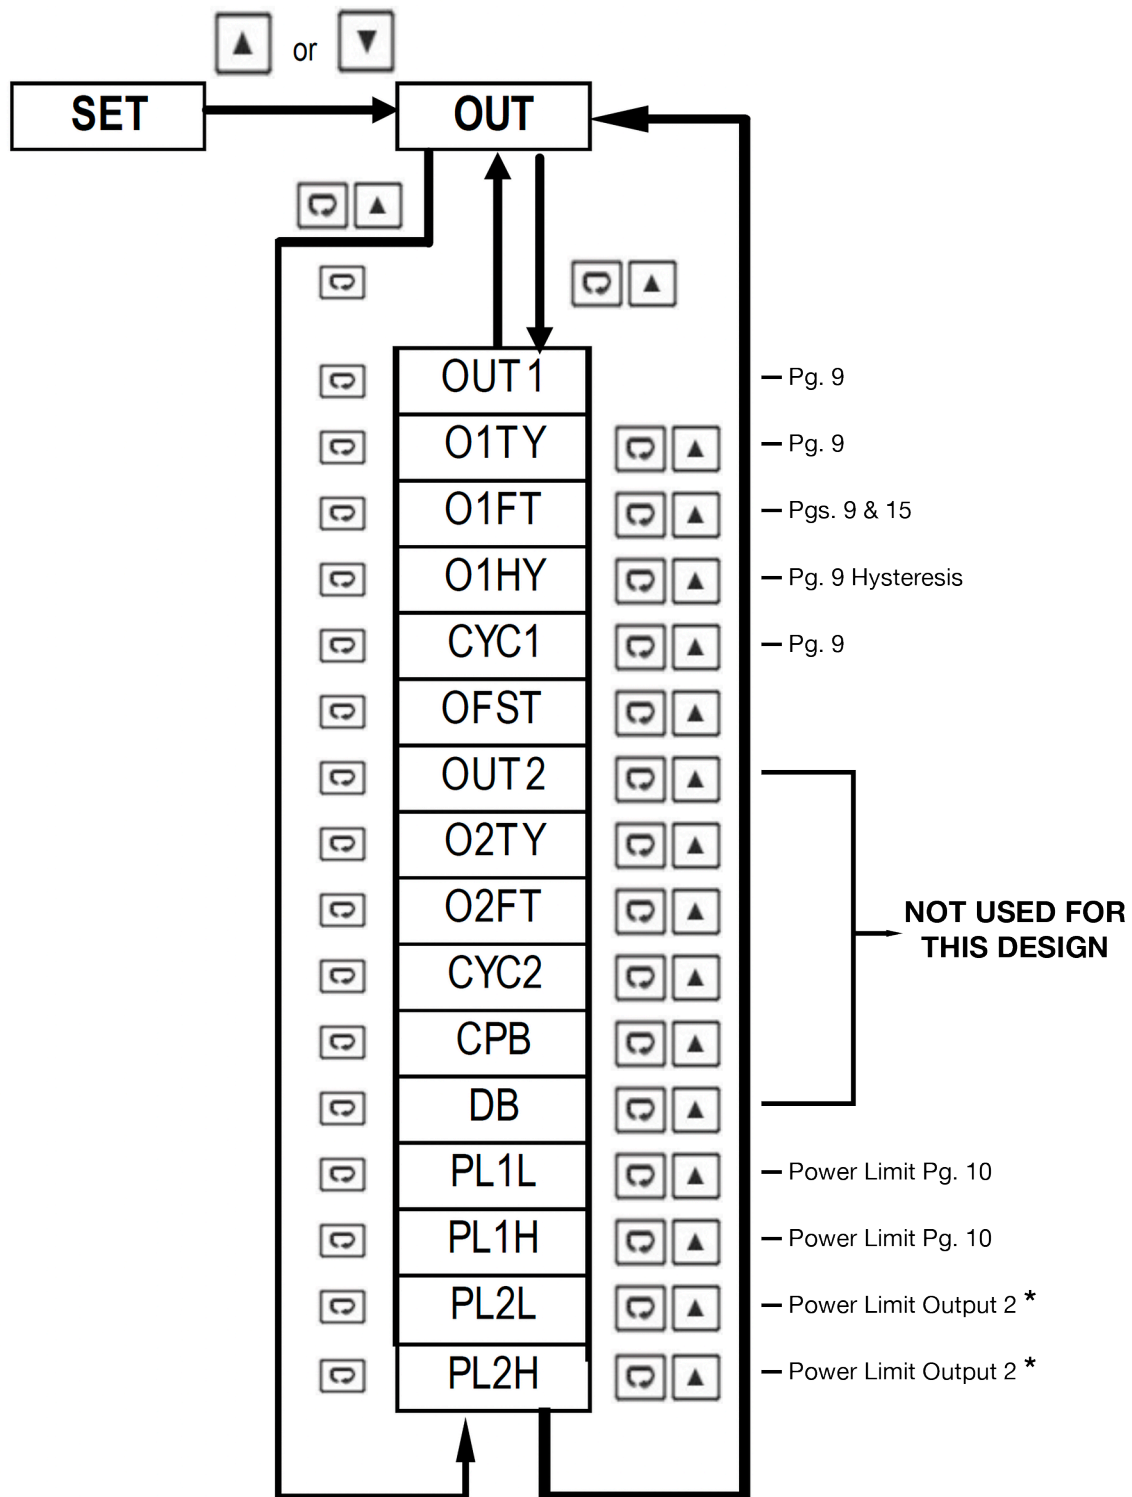 or
SET
OUT
OUT1
— Pg. 9
O1TY
— Pg. 9
O1FT
— Pgs. 9 & 15
O1HY
— Pg. 9 Hysteresis
CYC1
— Pg. 9
OFST
OUT2
O2TY
O2FT
NOT USED FOR
THIS DESIGN
CYC2
CPB
DB
PL1L
— Power Limit Pg. 10
PL1H
— Power Limit Pg. 10
PL2L
— Power Limit Output 2 *
PL2H
— Power Limit Output 2 *